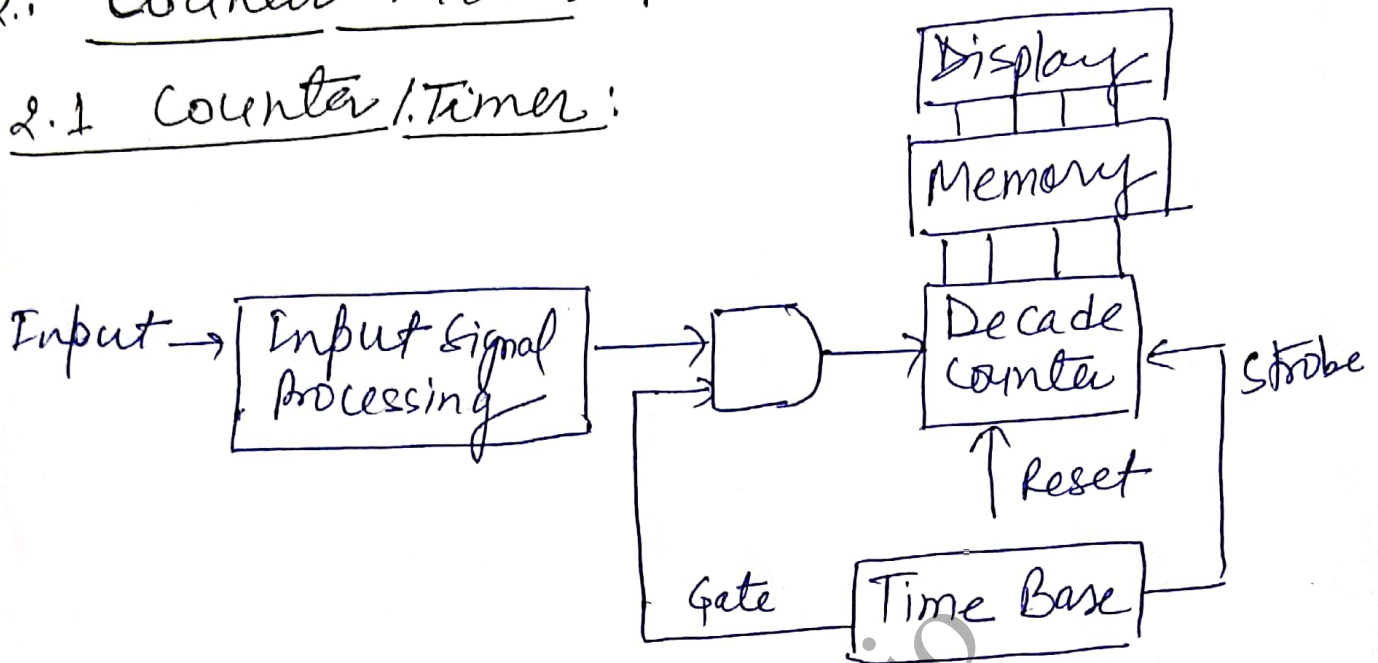 2.1 Counter/Timer:
Display
Memory
Input
Input Signal
Processing
Decade
Counter
Strobe
Reset
Gate
Time Base